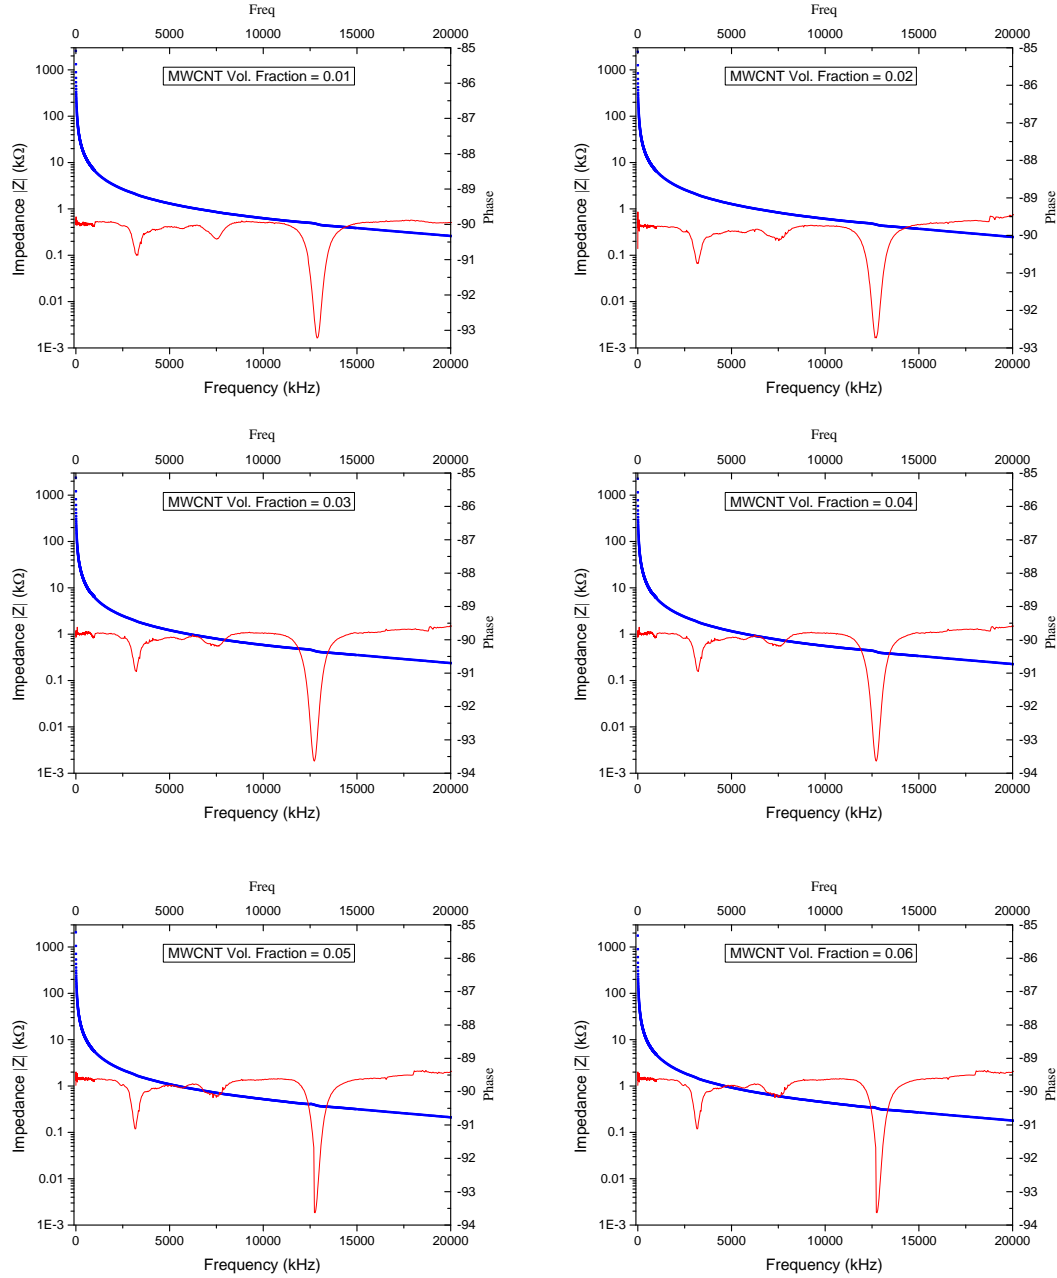 Freq
0 5000 10000 15000 20000
-85
1000
MWCNT Vol. Fraction = 0.01
-86
100
-87
10
-88
1
-89
0.1
-90
0.01
-91
1E-3
-92
-93
Impedance |Z| (kΩ)
Phase
0 5000 10000 15000 20000
Frequency (kHz)
Freq
0 5000 10000 15000 20000
-85
1000
MWCNT Vol. Fraction = 0.02
-86
100
-87
10
-88
1
-89
0.1
-90
0.01
-91
1E-3
-92
-93
Impedance |Z| (kΩ)
Phase
0 5000 10000 15000 20000
Frequency (kHz)
Freq
0 5000 10000 15000 20000
-85
1000
MWCNT Vol. Fraction = 0.03
-86
100
-87
10
-88
1
-89
0.1
-90
0.01
-91
1E-3
-92
-93
-94
Impedance |Z| (kΩ)
Phase
0 5000 10000 15000 20000
Frequency (kHz)
Freq
0 5000 10000 15000 20000
-85
1000
MWCNT Vol. Fraction = 0.04
-86
100
-87
10
-88
1
-89
0.1
-90
0.01
-91
1E-3
-92
-93
-94
Impedance |Z| (kΩ)
Phase
0 5000 10000 15000 20000
Frequency (kHz)
Freq
0 5000 10000 15000 20000
-85
1000
MWCNT Vol. Fraction = 0.05
-86
100
-87
10
-88
1
-89
0.1
-90
0.01
-91
1E-3
-92
-93
-94
Impedance |Z| (kΩ)
Phase
0 5000 10000 15000 20000
Frequency (kHz)
Freq
0 5000 10000 15000 20000
-85
1000
MWCNT Vol. Fraction = 0.06
-86
100
-87
10
-88
1
-89
0.1
-90
0.01
-91
1E-3
-92
-93
-94
Impedance |Z| (kΩ)
Phase
0 5000 10000 15000 20000
Frequency (kHz)